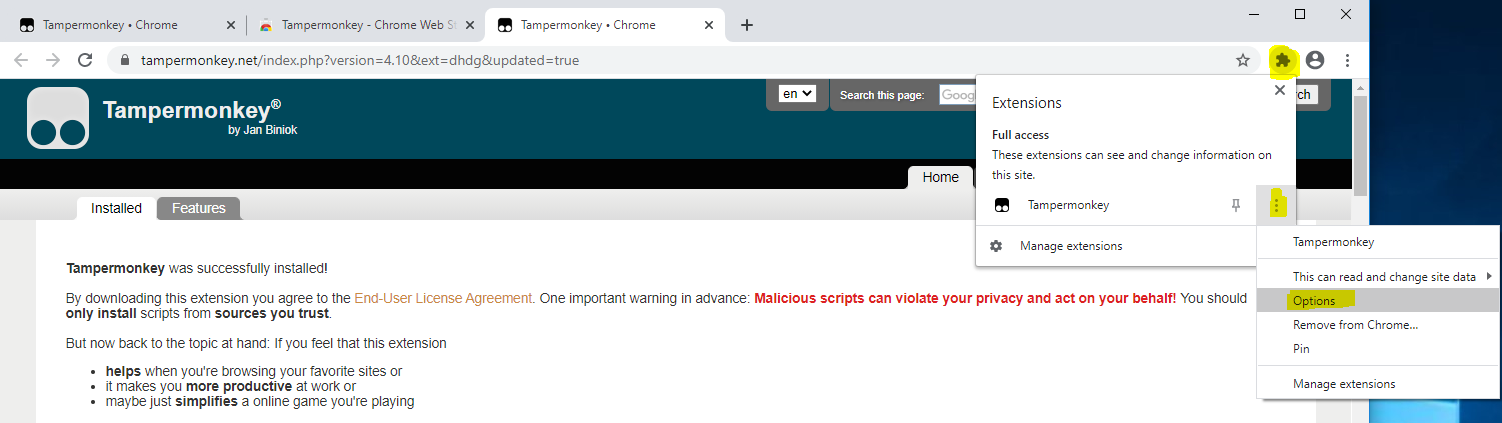 Tampermonkey • Chrome
Tampermonkey - Chrome Web St
Tampermonkey • Chrome
tampermonkey.net/index.php?version=4.10&ext=dhdg&updated=true
Tampermonkey®
by Jan Biniok
en
Search this page:
Goog
rch
Home
Installed
Features
Tampermonkey was successfully installed!
By downloading this extension you agree to the End-User License Agreement. One important warning in advance: Malicious scripts can violate your privacy and act on your behalf! You should
only install scripts from sources you trust.
But now back to the topic at hand: If you feel that this extension
• helps when you're browsing your favorite sites or
• it makes you more productive at work or
• maybe just simplifies a online game you're playing
Extensions
Full access
These extensions can see and change information on
this site.
Tampermonkey
Manage extensions
Tampermonkey
This can read and change site data
Options
Remove from Chrome...
Pin
Manage extensions